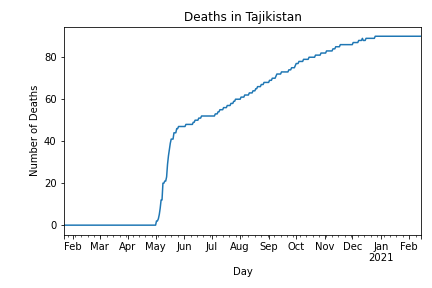 Deaths in Tajikistan
Number of Deaths
80
60
40
20
0
Feb Mar Apr May Jun Jul Aug Sep Oct Nov Dec Jan Feb
2021
Day